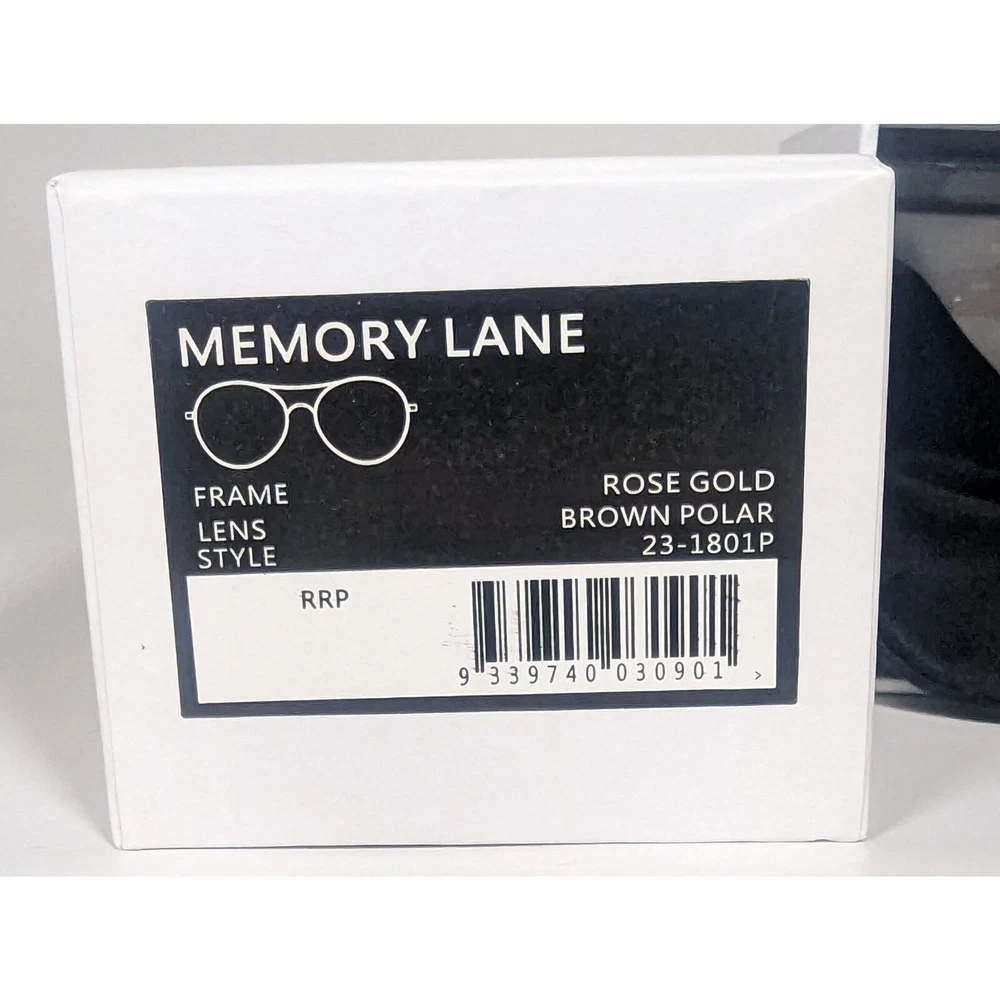 MEMORY LANE
FRAME ROSE GOLD
LENS BROWN POLAR
STYLE 23-1801P
RRP
9 339740 030901 >